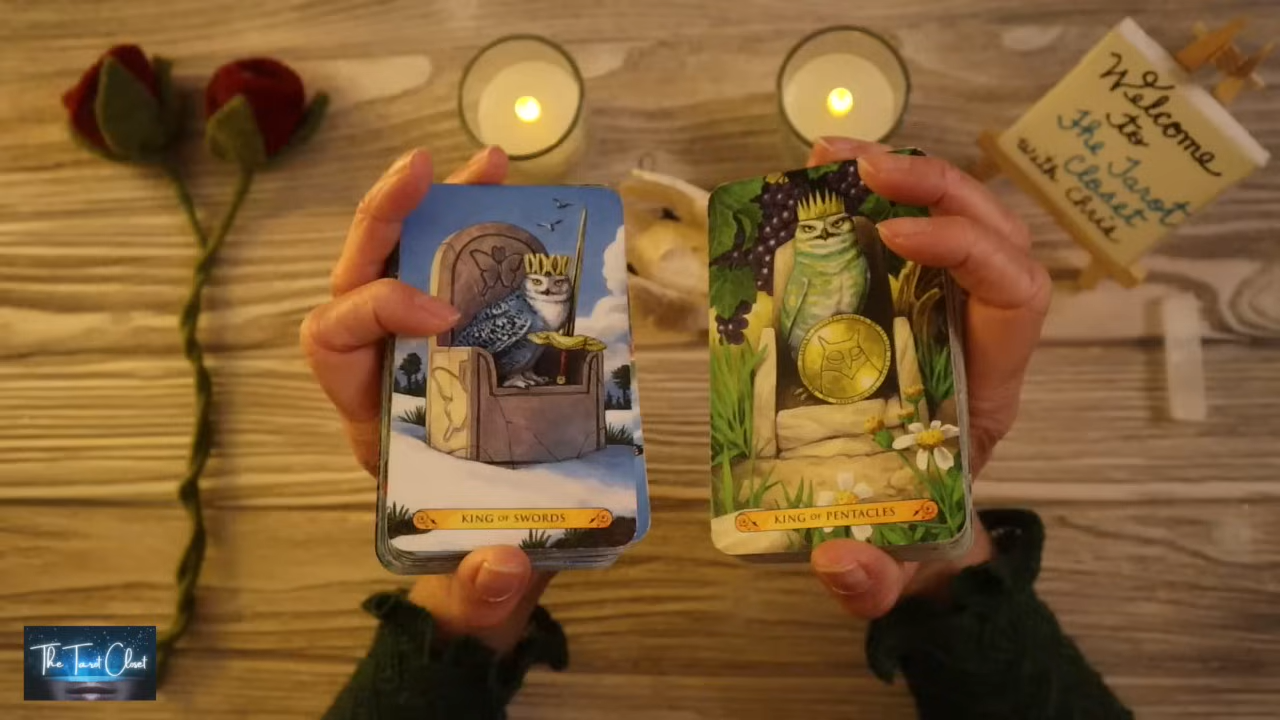 Welcome
to
The Tarot
Closet
with Chris
KING OF SWORDS
KING OF PENTACLES
The Tarot Closet